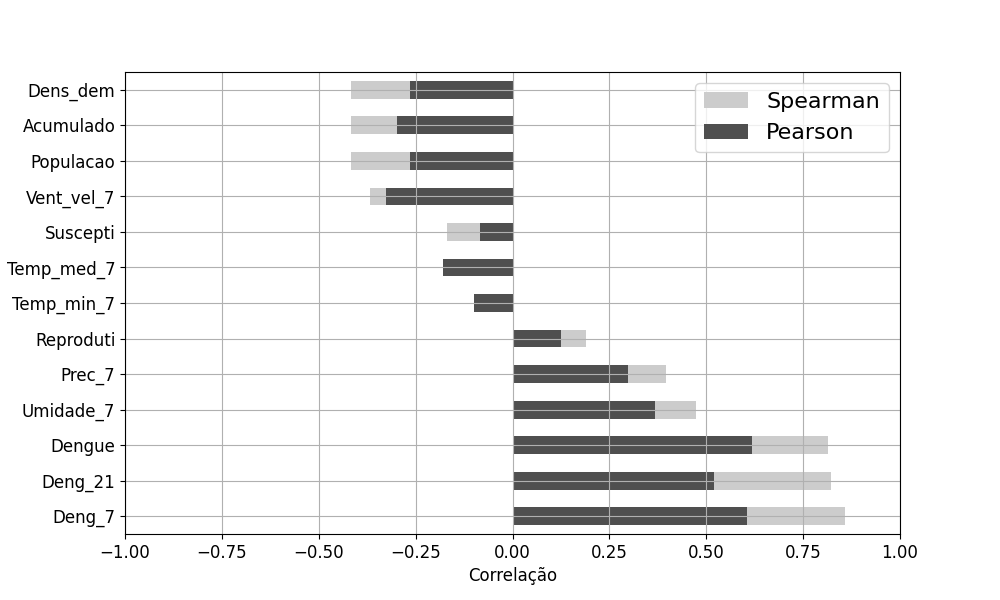 Spearman
Pearson
Dens_dem
Acumulado
Populacao
Vent_vel_7
Suscepti
Temp_med_7
Temp_min_7
Reproduti
Prec_7
Umidade_7
Dengue
Deng_21
Deng_7
−1.00 −0.75 −0.50 −0.25 0.00 0.25 0.50 0.75 1.00
Correlação